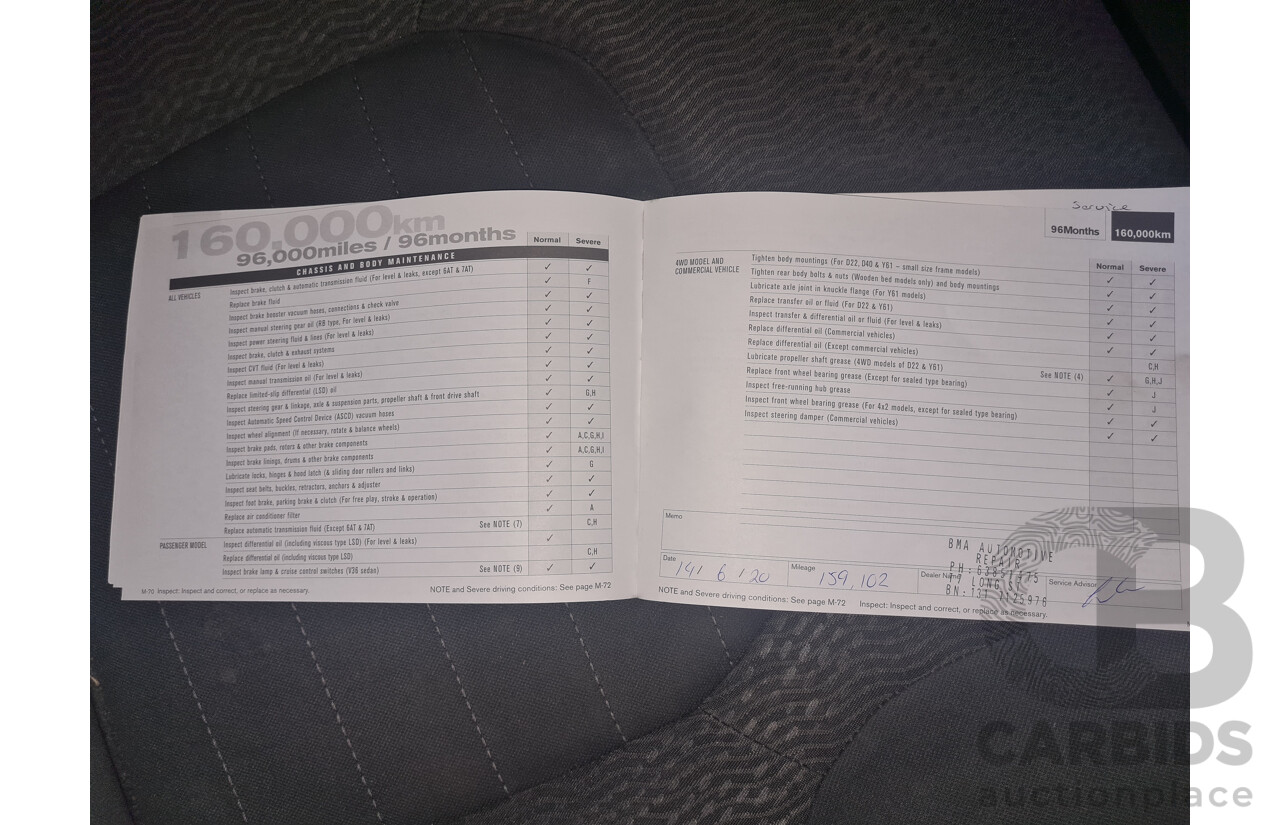 160,000km
96,000miles / 96months
Normal Severe
CHASSIS AND BODY MAINTENANCE
ALL VEHICLES Inspect brake, clutch & automatic transmission fluid (For level & leaks, except 6AT & 7AT) ✓ ✓
Replace brake fluid ✓ F
Inspect brake booster vacuum hoses, connections & check valve ✓ ✓
Inspect manual steering gear oil (RB type, For level & leaks) ✓ ✓
Inspect power steering fluid & lines (For level & leaks) ✓ ✓
Inspect brake, clutch & exhaust systems ✓ ✓
Inspect CVT fluid (For level & leaks) ✓ ✓
Inspect manual transmission oil (For level & leaks) ✓ ✓
Replace limited-slip differential (LSD) oil ✓ ✓
Inspect steering gear & linkage, axle & suspension parts, propeller shaft & front drive shaft ✓ G,H
Inspect Automatic Speed Control Device (ASCD) vacuum hoses ✓ ✓
Inspect wheel alignment (If necessary, rotate & balance wheels) ✓ ✓
Inspect brake pads, rotors & other brake components ✓ A,C,G,H,I
Inspect brake linings, drums & other brake components ✓ A,C,G,H,I
Lubricate locks, hinges & hood latch (& sliding door rollers and links) ✓ G
Inspect seat belts, buckles, retractors, anchors & adjuster ✓ ✓
Inspect foot brake, parking brake & clutch (For free play, stroke & operation) ✓ ✓
Replace air conditioner filter ✓ A
Replace automatic transmission fluid (Except 6AT & 7AT) See NOTE (7) C,H
PASSENGER MODEL Inspect differential oil (including viscous type LSD) (For level & leaks) ✓
Replace differential oil (including viscous type LSD) C,H
Inspect brake lamp & cruise control switches (V36 sedan) See NOTE (9) ✓ ✓
M-70 Inspect: Inspect and correct, or replace as necessary. NOTE and Severe driving conditions: See page M-72
Service
96Months 160,000km
Normal Severe
4WD MODEL AND COMMERCIAL VEHICLE Tighten body mountings (For D22, D40 & Y61 – small size frame models) ✓ ✓
Tighten rear body bolts & nuts (Wooden bed models only) and body mountings ✓ ✓
Lubricate axle joint in knuckle flange (For Y61 models) ✓ ✓
Replace transfer oil or fluid (For D22 & Y61) ✓ ✓
Inspect transfer & differential oil or fluid (For level & leaks) ✓ ✓
Replace differential oil (Commercial vehicles) ✓ ✓
Replace differential oil (Except commercial vehicles) C,H
Lubricate propeller shaft grease (4WD models of D22 & Y61) See NOTE (4) ✓ G,H,J
Replace front wheel bearing grease (Except for sealed type bearing) ✓ J
Inspect free-running hub grease ✓ J
Inspect front wheel bearing grease (For 4x2 models, except for sealed type bearing) ✓ ✓
Inspect steering damper (Commercial vehicles) ✓ ✓
Memo
BMA AUTOMOTIVE
REPAIR
Date 14/ 6 / 20 Mileage 159,102 Dealer Name Service Advisor
NOTE and Severe driving conditions: See page M-72 Inspect: Inspect and correct, or replace as necessary.
B
CARBIDS
auctionplace